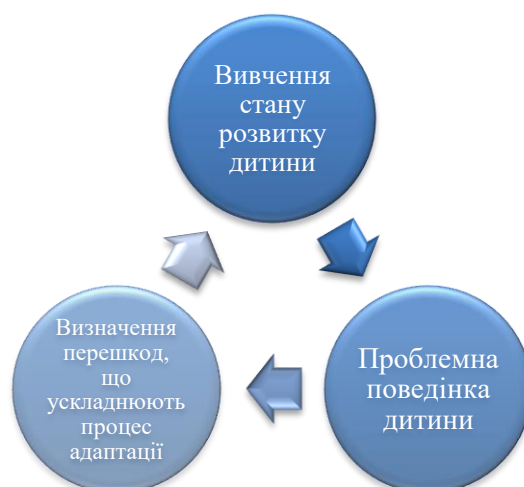 Вивчення
стану
розвитку
дитини
Проблемна
поведінка
дитини
Визначення
перешкод,
що
ускладнюють
процес
адаптації